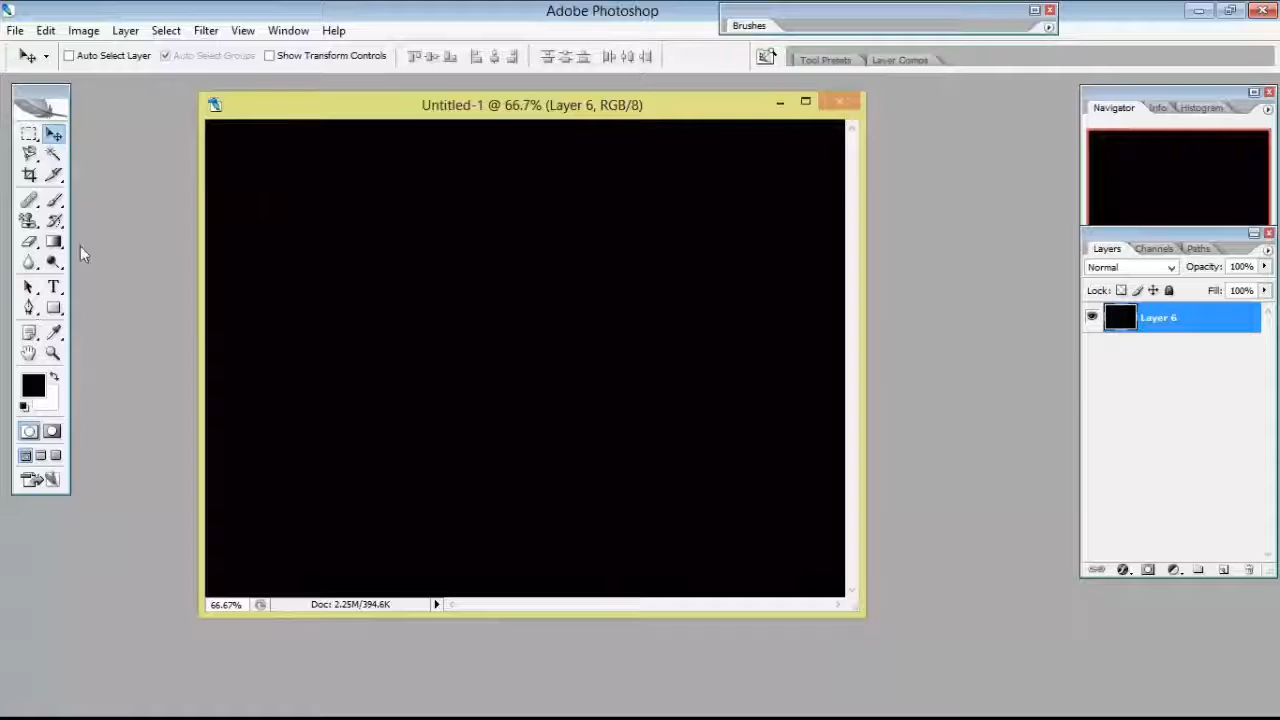 Adobe Photoshop
Brushes
File Edit Image Layer Select Filter View Window Help
Auto Select Layer Auto Select Groups Show Transform Controls
Tool Presets Layer Comps
Untitled-1 @ 66.7% (Layer 6, RGB/8)
Navigator Info Histogram
Layers Channels Paths
Normal Opacity: 100%
Lock: Fill: 100%
Layer 6
T
66.67% Doc: 2.25M/394.6K